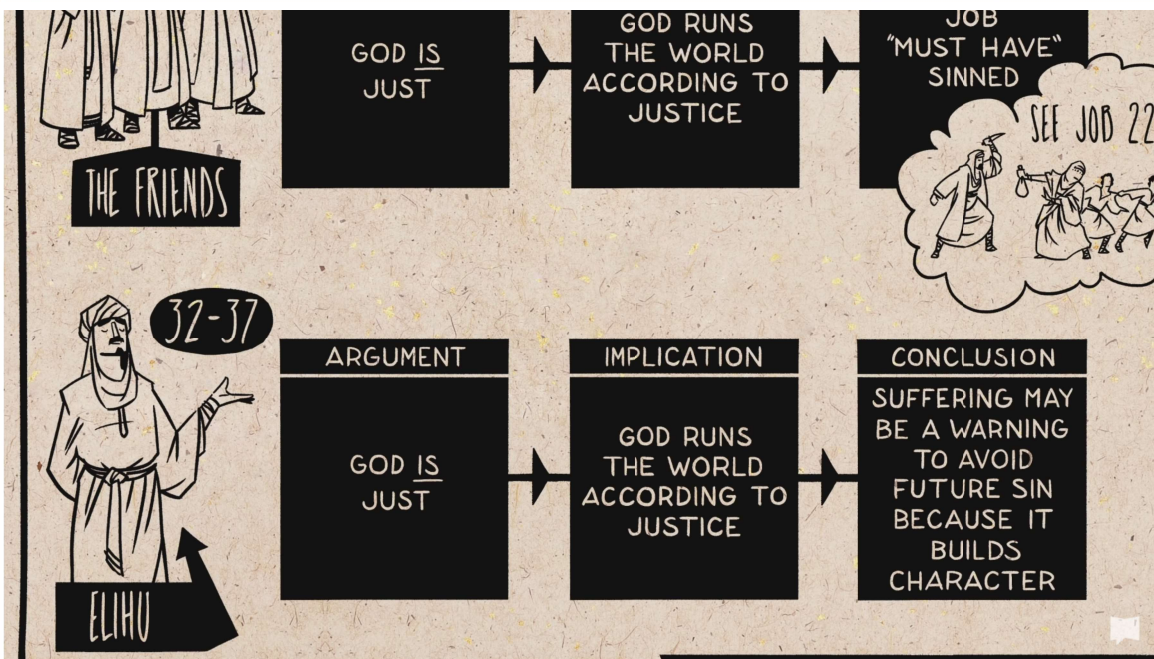 GOD IS
JUST
GOD RUNS
THE WORLD
ACCORDING TO
JUSTICE
JOB
"MUST HAVE"
SINNED
SEE JOB 22
THE FRIENDS
32-37
ARGUMENT
IMPLICATION
CONCLUSION
GOD IS
JUST
GOD RUNS
THE WORLD
ACCORDING TO
JUSTICE
SUFFERING MAY
BE A WARNING
TO AVOID
FUTURE SIN
BECAUSE IT
BUILDS
CHARACTER
ELIHU